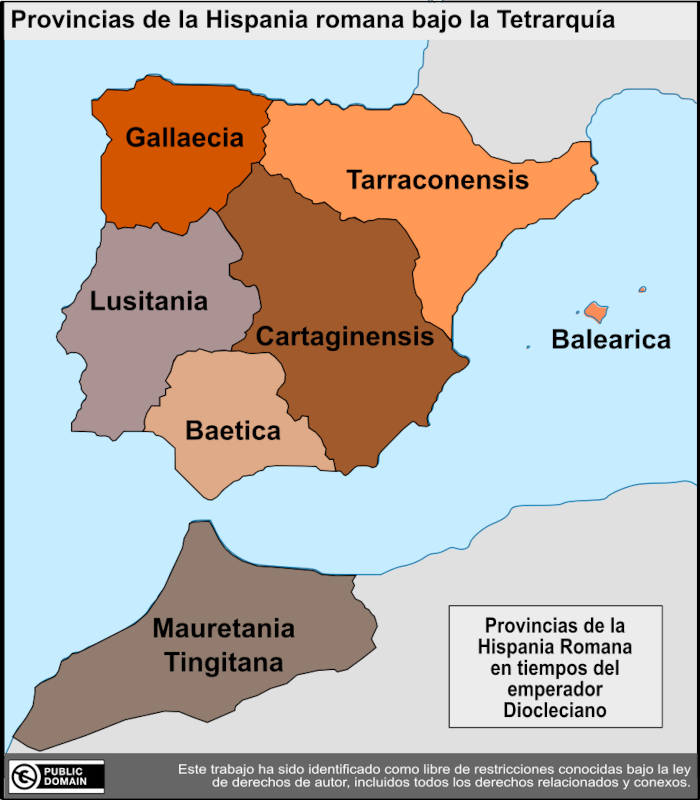 Provincias de la Hispania romana bajo la Tetrarquía
Gallaecia
Tarraconensis
Lusitania
Cartaginensis
Balearica
Baetica
Mauretania
Tingitana
Provincias de la
Hispania Romana
en tiempos del
emperador
Diocleciano
PUBLIC
DOMAIN
Este trabajo ha sido identificado como libre de restricciones conocidas bajo la ley
de derechos de autor, incluidos todos los derechos relacionados y conexos.